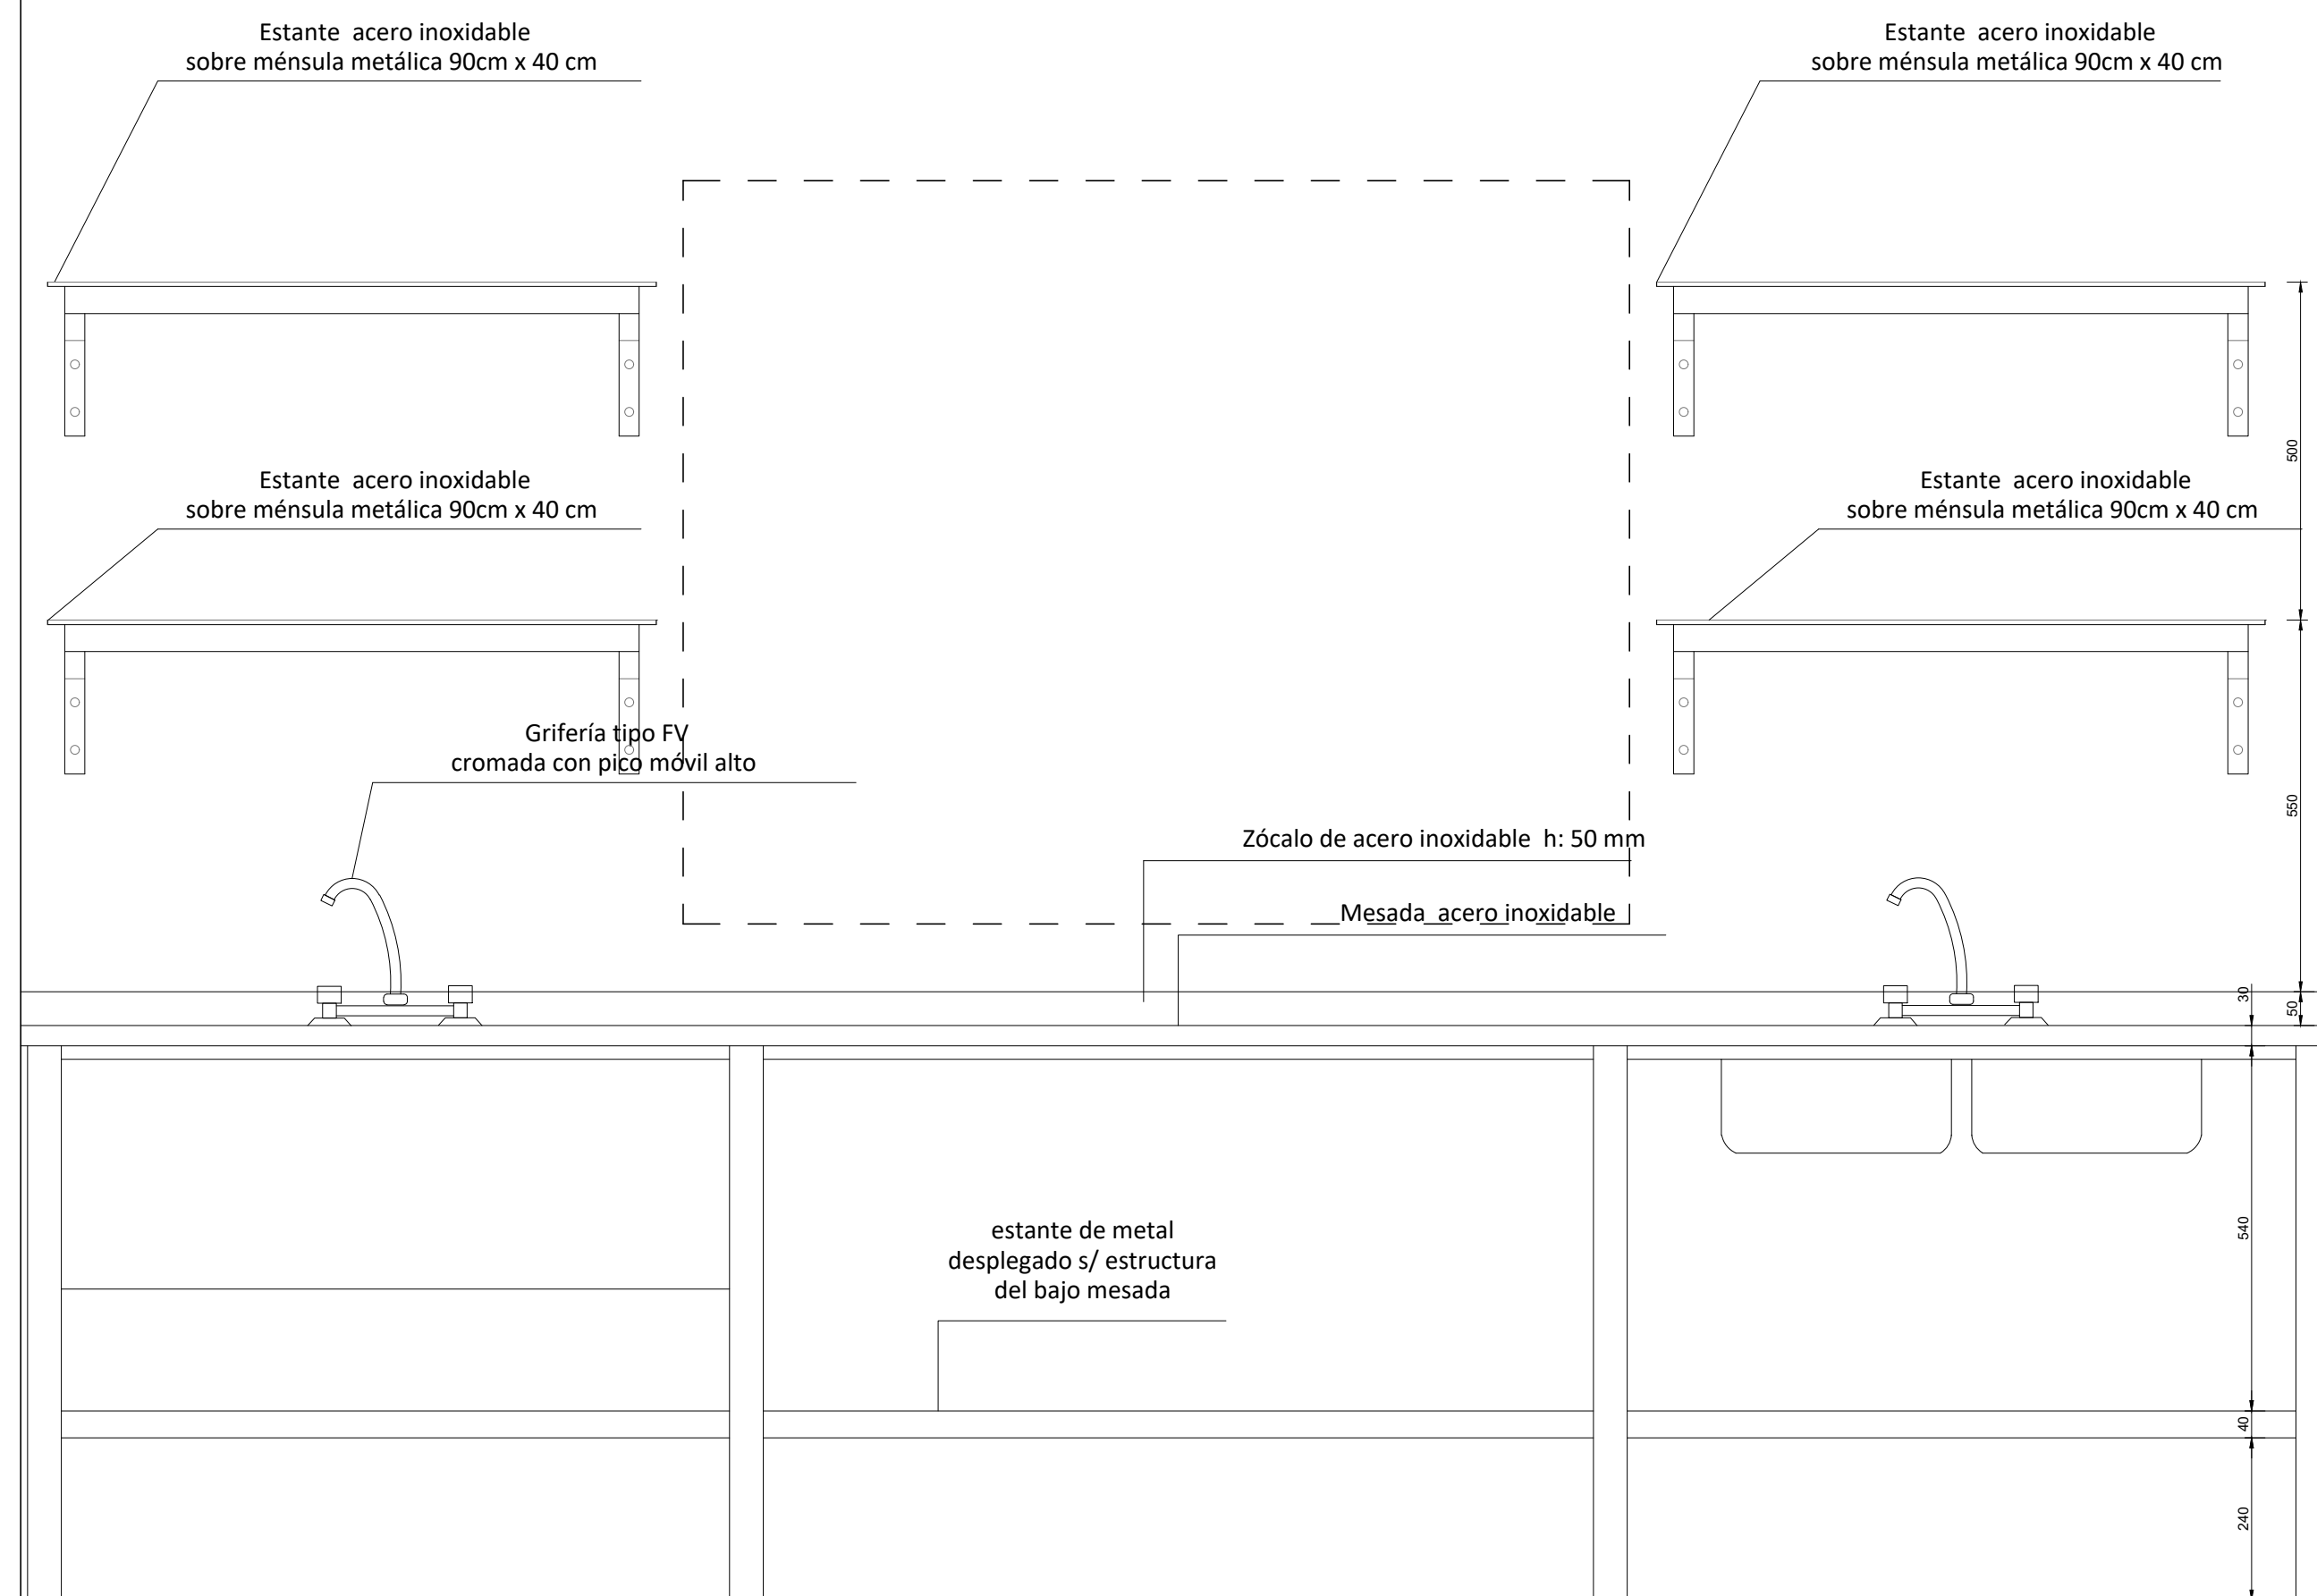 Estante  acero inoxidable
sobre ménsula metálica 90cm x 40 cm
Estante  acero inoxidable
sobre ménsula metálica 90cm x 40 cm
500
Estante  acero inoxidable
sobre ménsula metálica 90cm x 40 cm
Estante  acero inoxidable
sobre ménsula metálica 90cm x 40 cm
Grifería tipo FV
cromada con pico móvil alto
550
Zócalo de acero inoxidable  h: 50 mm
Mesada  acero inoxidable
30
50
estante de metal
desplegado s/ estructura
del bajo mesada
540
40
240